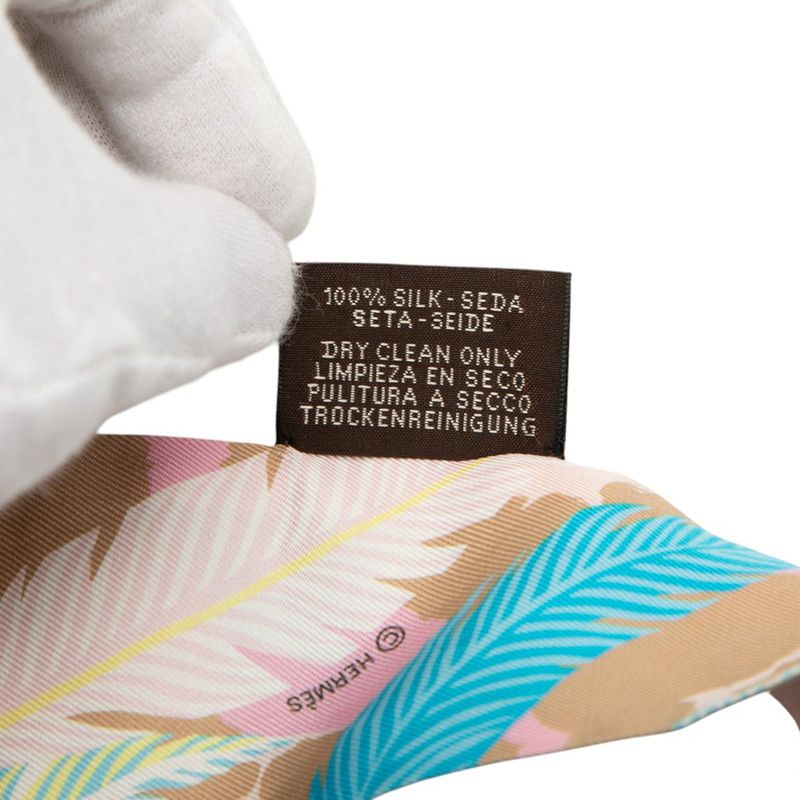 100% SILK - SEDA
SETA - SEIDE
DRY CLEAN ONLY
LIMPIEZA EN SECO
PULITURA A SECCO
TROCKENREINIGUNG
© HERMÈS